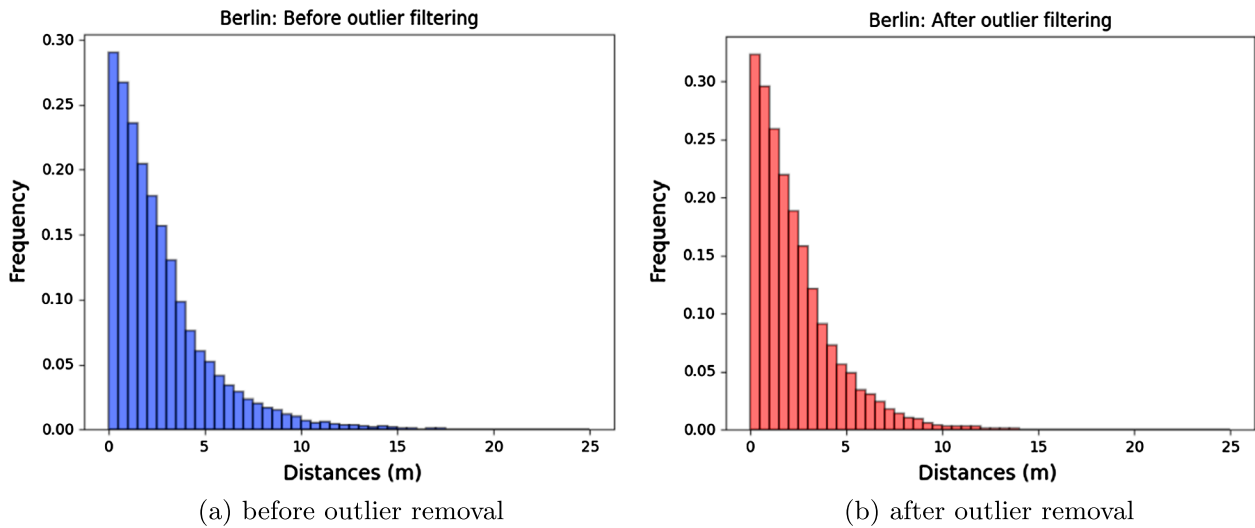 Berlin: Before outlier filtering
0.30
0.25
0.20
0.15
0.10
0.05
0.00
Frequency
0 5 10 15 20 25
Distances (m)
(a) before outlier removal
Berlin: After outlier filtering
0.30
0.25
0.20
0.15
0.10
0.05
0.00
Frequency
0 5 10 15 20 25
Distances (m)
(b) after outlier removal